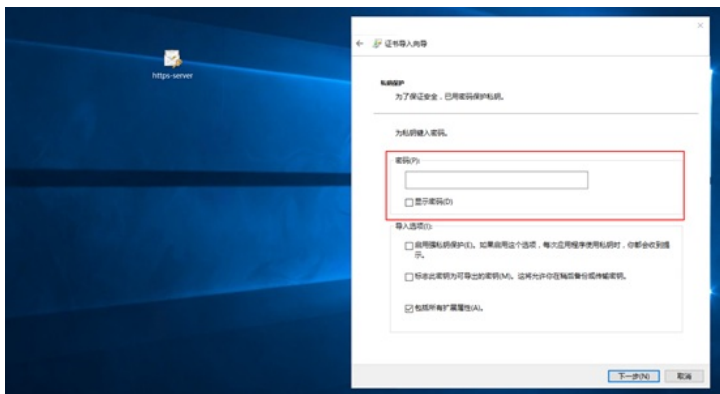 https-server
证书导入向导
私钥保护
为了保证安全，已用密码保护私钥。
为私钥键入密码。
密码(P):
显示密码(D)
导入选项(I):
启用强私钥保护(E)。如果启用这个选项，每次应用程序使用私钥时，你都会收到提
示。
标志此密钥为可导出的密钥(M)。这将允许你在稍后备份或传输密钥。
包括所有扩展属性(A)。
下一步(N)
取消